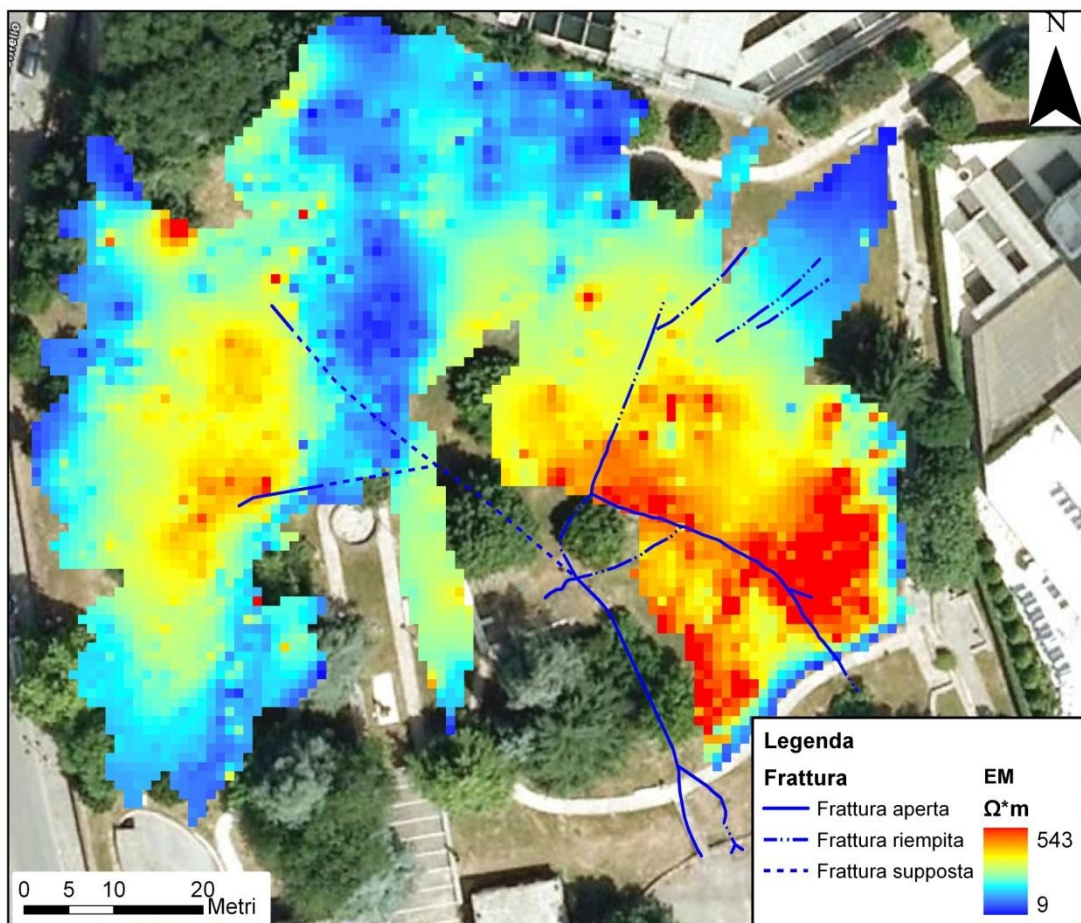 N
Legenda
Frattura
Frattura aperta
Frattura riempita
Frattura supposta
EM
Ω*m
543
9
0 5 10 20
Metri